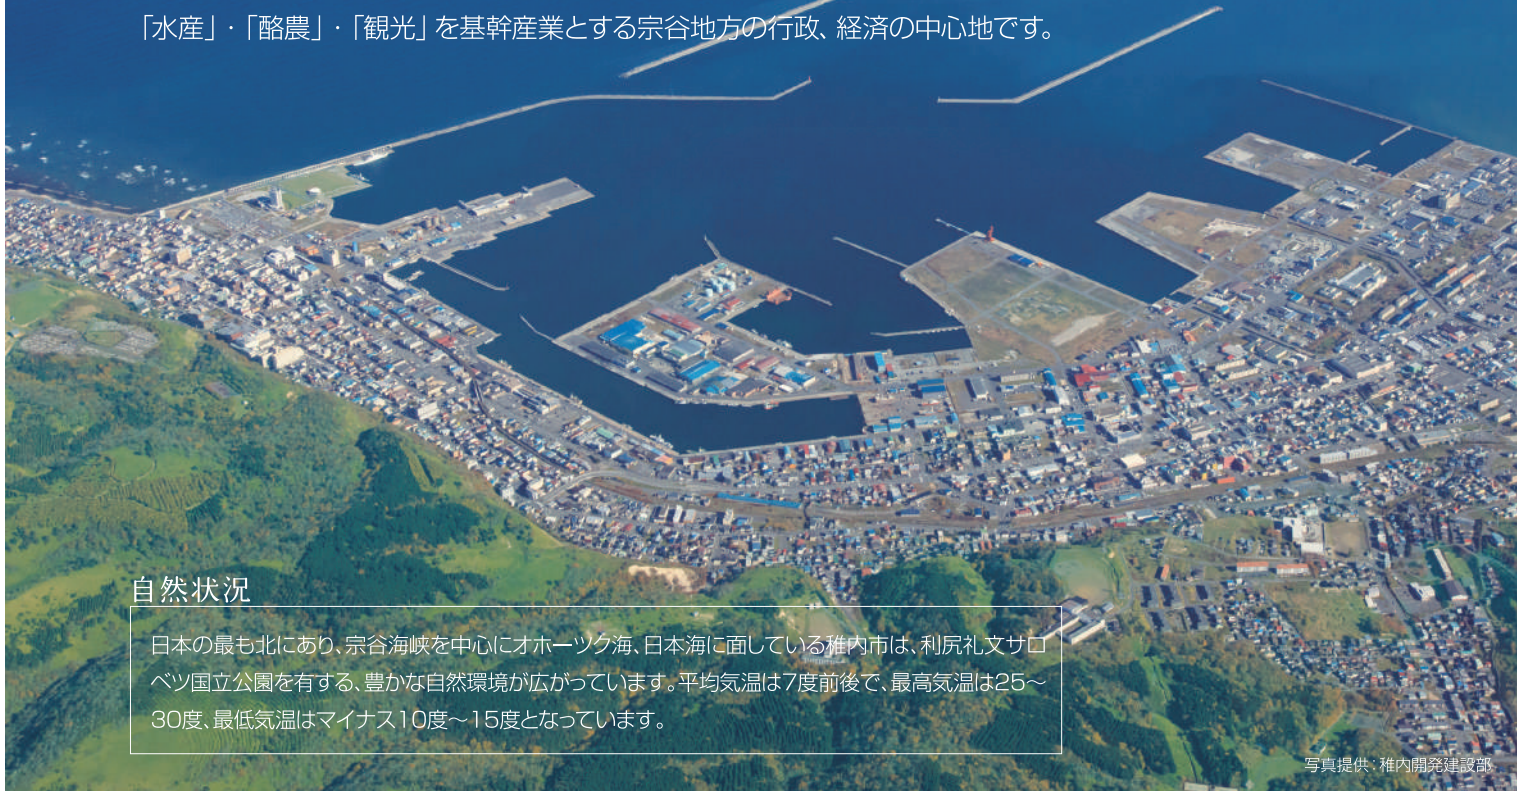 「水産」・「酪農」・「観光」を基幹産業とする宗谷地方の行政、経済の中心地です。
自然状況
日本の最も北にあり、宗谷海峡を中心にオホーツク海、日本海に面している稚内市は、利尻礼文サロ
ベツ国立公園を有する、豊かな自然環境が広がっています。平均気温は7度前後で、最高気温は25～
30度、最低気温はマイナス10度～15度となっています。
写真提供：稚内開発建設部